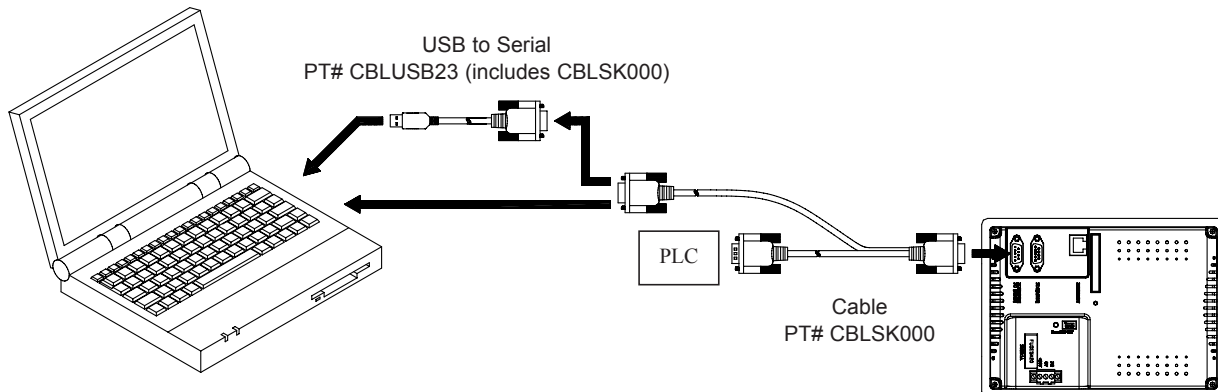 USB to Serial
PT# CBLUSB23 (includes CBLSK000)
PLC
Cable
PT# CBLSK000